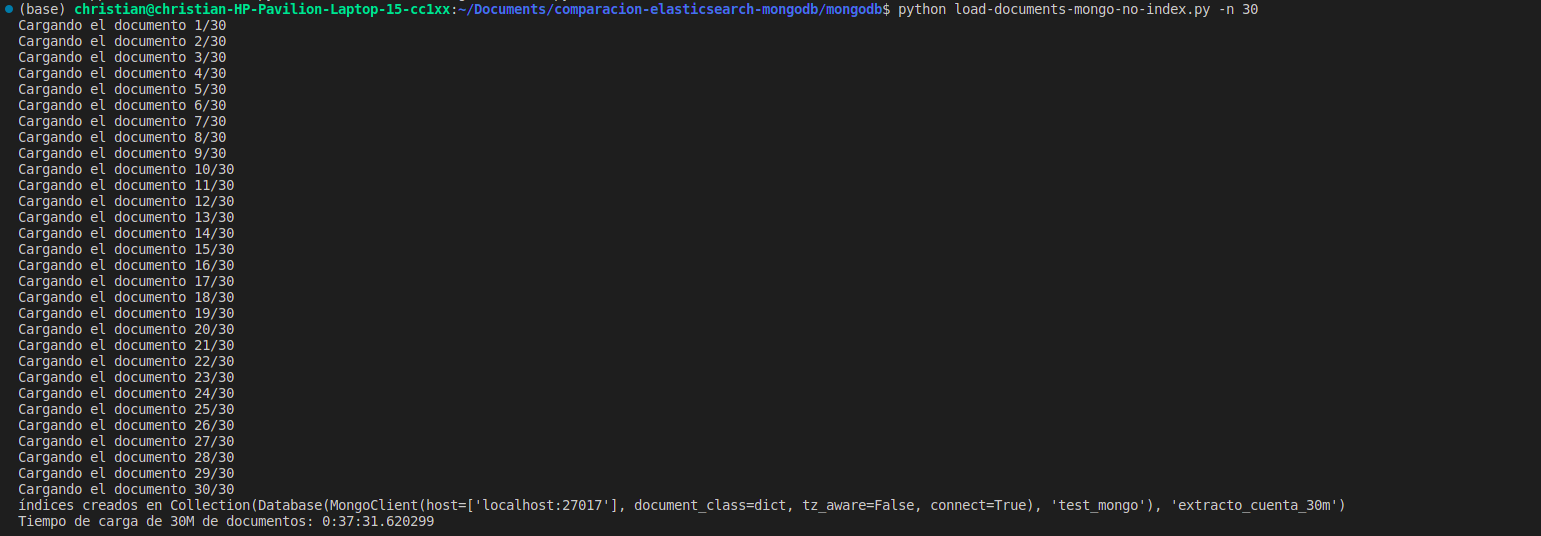 (base) christian@christian-HP-Pavilion-Laptop-15-cc1xx:~/Documents/comparacion-elasticsearch-mongodb/mongodb$ python load-documents-mongo-no-index.py -n 30
Cargando el documento 1/30
Cargando el documento 2/30
Cargando el documento 3/30
Cargando el documento 4/30
Cargando el documento 5/30
Cargando el documento 6/30
Cargando el documento 7/30
Cargando el documento 8/30
Cargando el documento 9/30
Cargando el documento 10/30
Cargando el documento 11/30
Cargando el documento 12/30
Cargando el documento 13/30
Cargando el documento 14/30
Cargando el documento 15/30
Cargando el documento 16/30
Cargando el documento 17/30
Cargando el documento 18/30
Cargando el documento 19/30
Cargando el documento 20/30
Cargando el documento 21/30
Cargando el documento 22/30
Cargando el documento 23/30
Cargando el documento 24/30
Cargando el documento 25/30
Cargando el documento 26/30
Cargando el documento 27/30
Cargando el documento 28/30
Cargando el documento 29/30
Cargando el documento 30/30
índices creados en Collection(Database(MongoClient(host=['localhost:27017'], document_class=dict, tz_aware=False, connect=True), 'test_mongo'), 'extracto_cuenta_30m')
Tiempo de carga de 30M de documentos: 0:37:31.620299